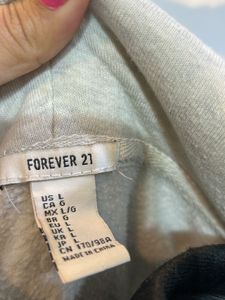 FOREVER 21
US L
CA G
MX L/G
BR G
EU L
UK L
KR L
JP L
CN 170/98A
MADE IN CHINA